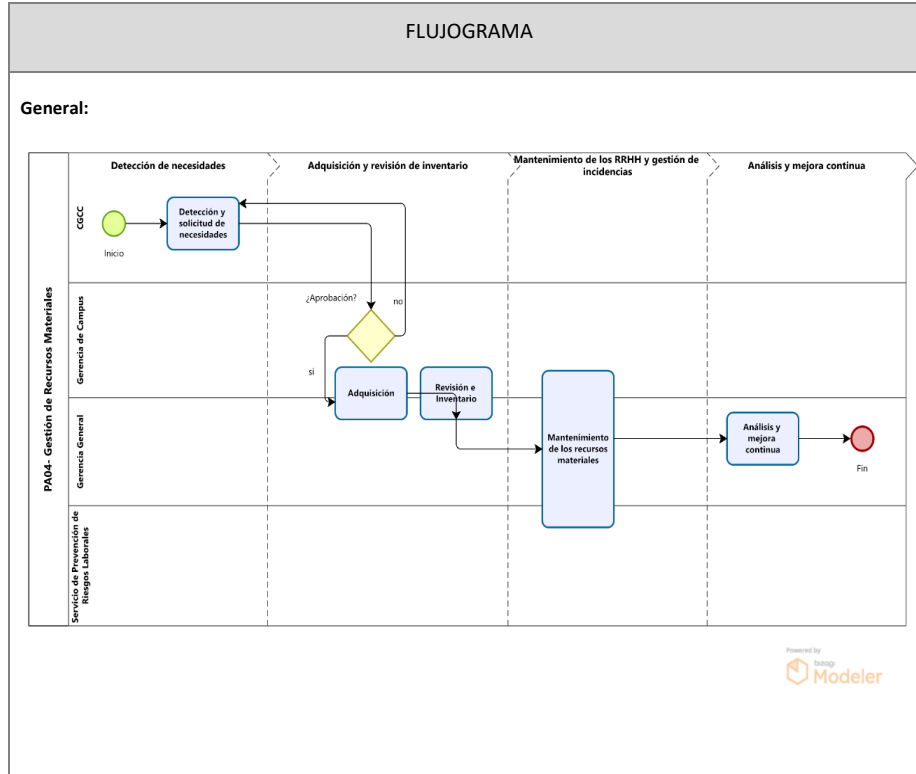 FLUJOGRAMA
General:
Detección de necesidades
Adquisición y revisión de inventario
Mantenimiento de los RRHH y gestión de
incidencias
Análisis y mejora continua
PA04- Gestión de Recursos Materiales
CGCC
Inicio
Detección y
solicitud de
necesidades
Gerencia de Campus
¿Aprobación?
no
si
Adquisición
Revisión e
Inventario
Gerencia General
Mantenimiento
de los recursos
materiales
Análisis y
mejora
continua
Fin
Servicio de Prevención de
Riesgos Laborales
Powered by
bizagi
Modeler